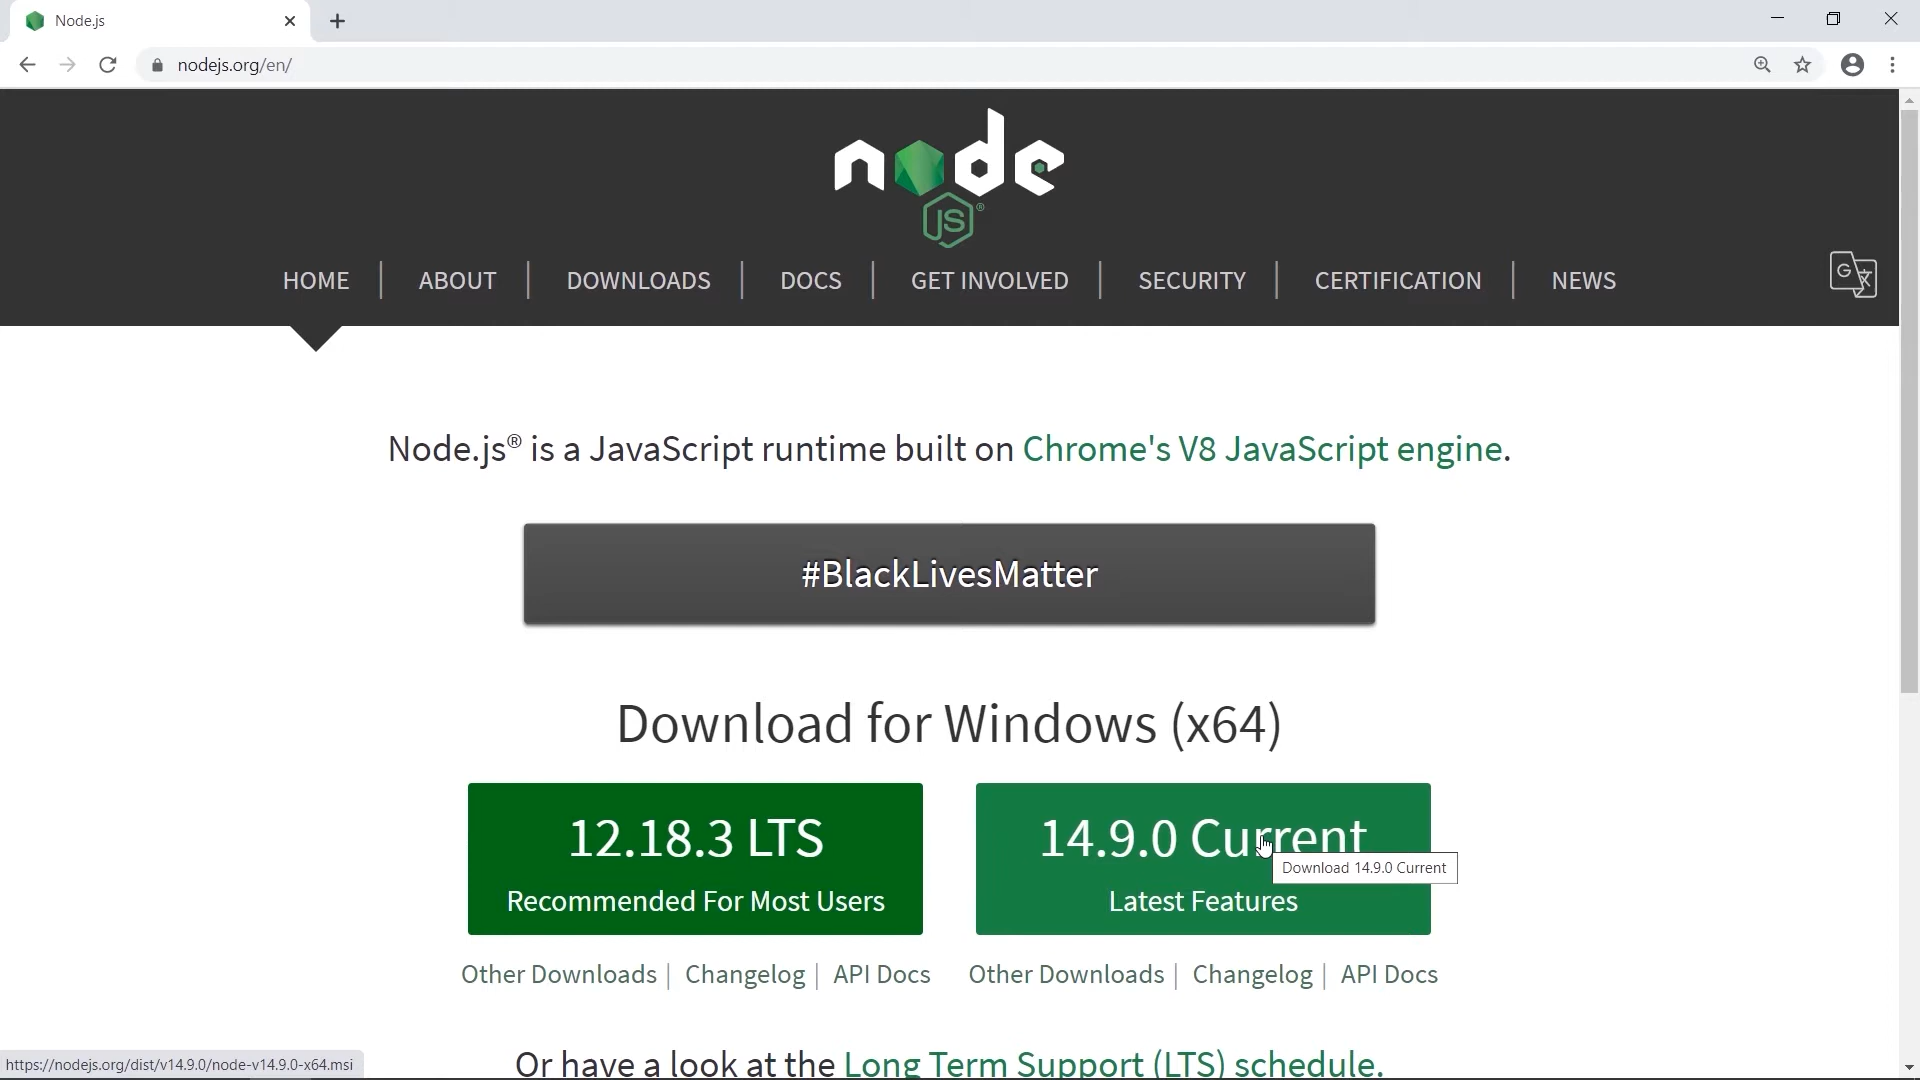 Node.js
nodejs.org/en/
node
JS®
HOME | ABOUT | DOWNLOADS | DOCS | GET INVOLVED | SECURITY | CERTIFICATION | NEWS
G 文
Node.js® is a JavaScript runtime built on Chrome's V8 JavaScript engine.
#BlackLivesMatter
Download for Windows (x64)
12.18.3 LTS
Recommended For Most Users
14.9.0 Current
Download 14.9.0 Current
Latest Features
Other Downloads | Changelog | API Docs
Other Downloads | Changelog | API Docs
Or have a look at the Long Term Support (LTS) schedule.
https://nodejs.org/dist/v14.9.0/node-v14.9.0-x64.msi